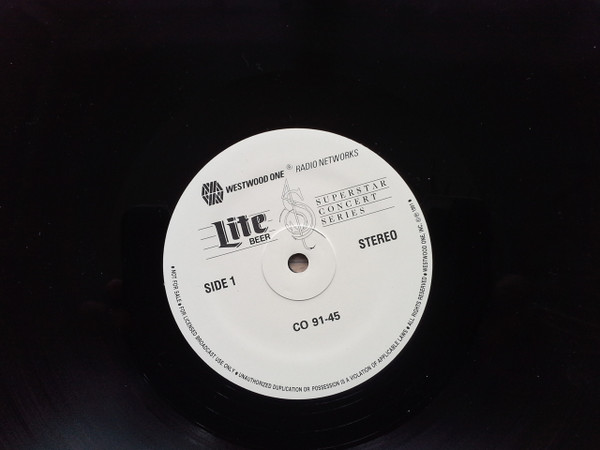 WESTWOOD ONE ® RADIO NETWORKS
Lite
BEER
SUPERSTAR
CONCERT
SERIES
SIDE 1
STEREO
CO 91-45
• NOT FOR SALE • FOR LICENSED BROADCAST USE ONLY • UNAUTHORIZED DUPLICATION OR POSSESSION IS A VIOLATION OF APPLICABLE LAWS • ALL RIGHTS RESERVED • WESTWOOD ONE, INC. ©℗ 1991 •